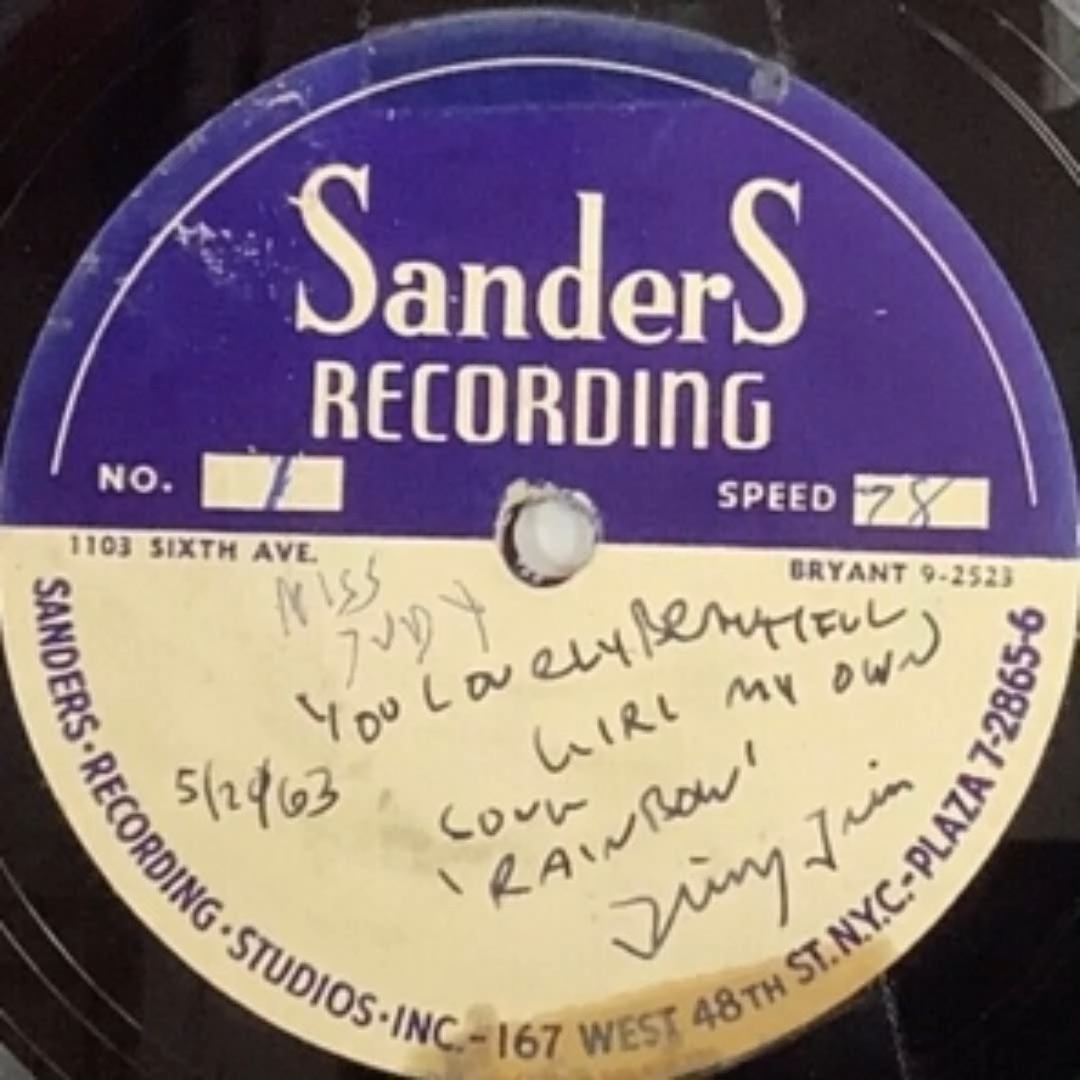 SanderS
RECORDING
NO. 1
SPEED 78
1103 SIXTH AVE.
BRYANT 9-2523
MISS
JUDY
YOU LOVELY BEAUTIFUL
GIRL MY OWN
5/29/63
'RAINBOW'
SANDERS·RECORDING·STUDIOS·INC.-167 WEST 48TH ST. N.Y.C.-PLAZA 7-2865-6